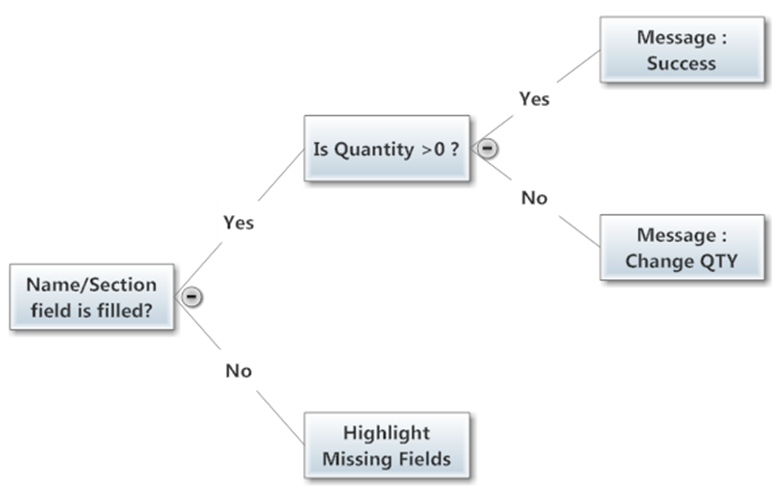 Message :
Success
Yes
Is Quantity >0 ?
No
Yes
Message :
Change QTY
Name/Section
field is filled?
No
Highlight
Missing Fields